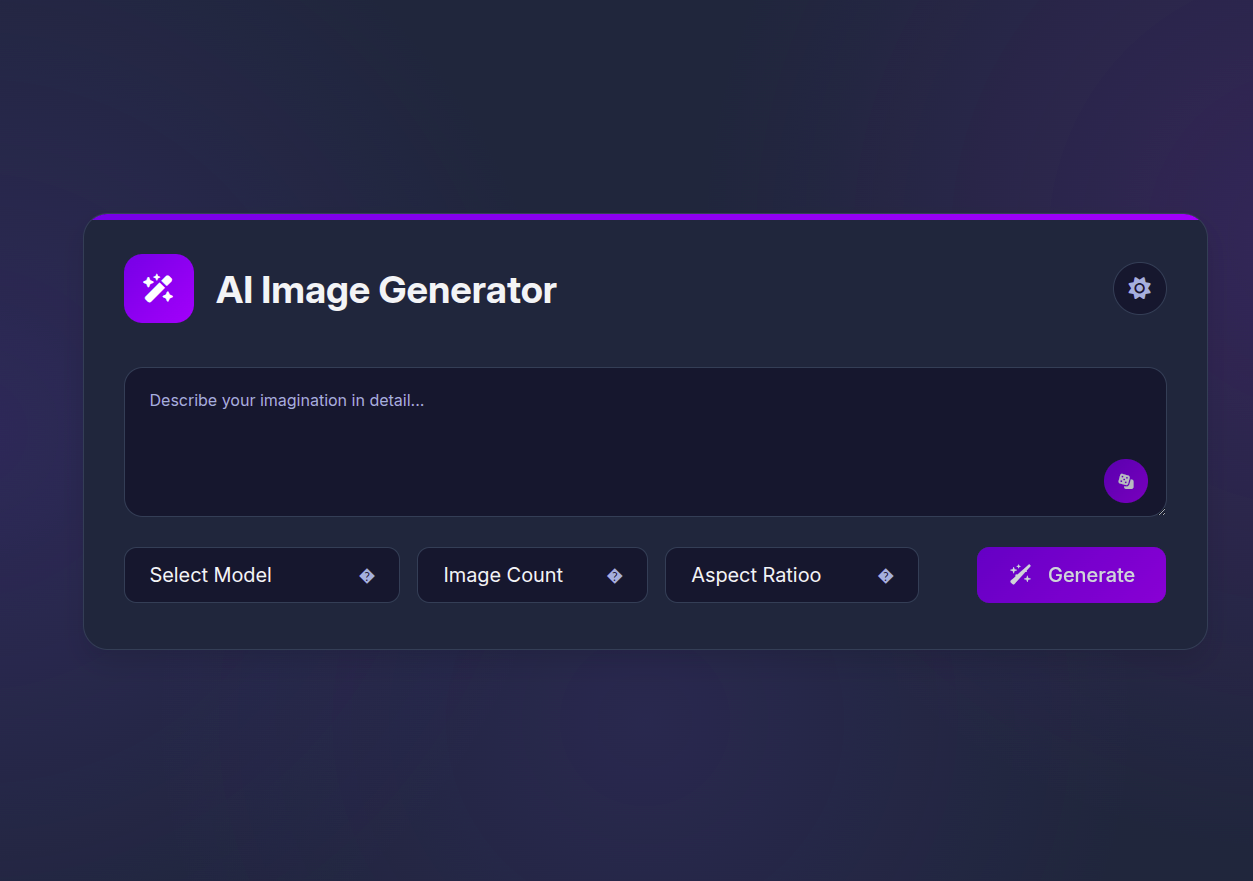 AI Image Generator
Describe your imagination in detail...
Select Model �
Image Count �
Aspect Ratioo �
Generate